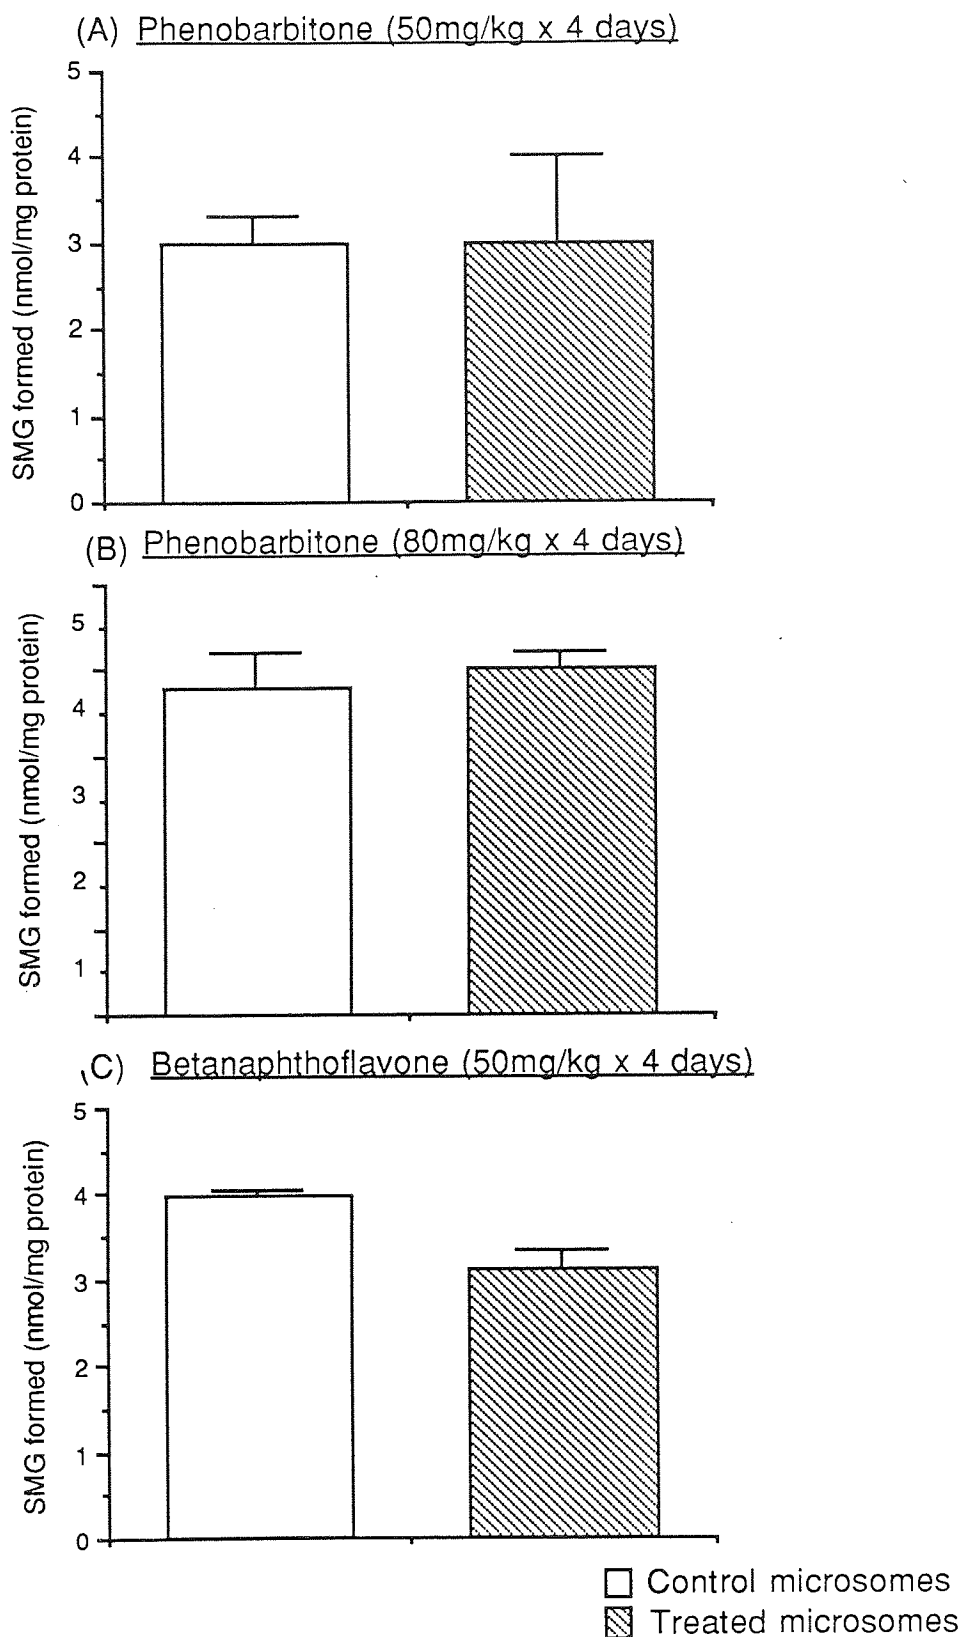 (A) Phenobarbitone (50mg/kg x 4 days)
SMG formed (nmol/mg protein)
5
4
3
2
1
0
(B) Phenobarbitone (80mg/kg x 4 days)
SMG formed (nmol/mg protein)
5
4
3
2
1
(C) Betanaphthoflavone (50mg/kg x 4 days)
SMG formed (nmol/mg protein)
5
4
3
2
1
0
Control microsomes
Treated microsomes